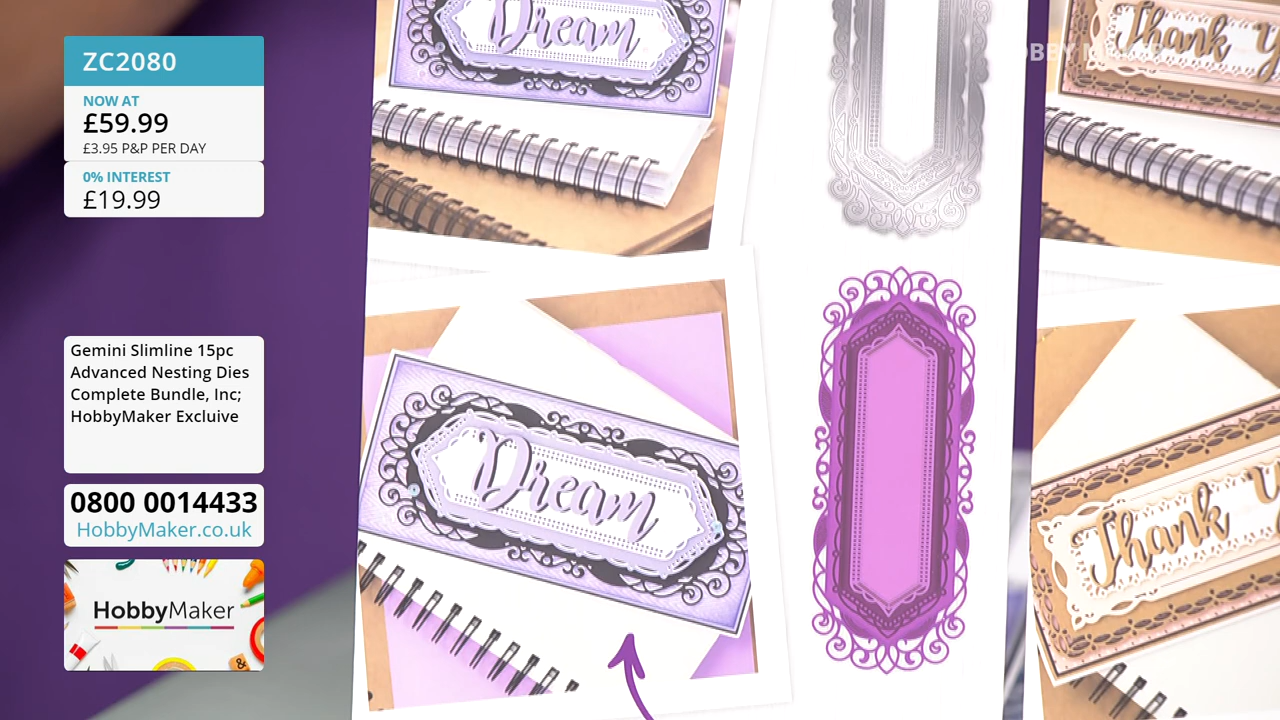 ZC2080
NOW AT
£59.99
£3.95 P&P PER DAY
0% INTEREST
£19.99
Gemini Slimline 15pc
Advanced Nesting Dies
Complete Bundle, Inc;
HobbyMaker Excluive
0800 0014433
HobbyMaker.co.uk
HobbyMaker
&
Dream
Dream
Thank
Thank